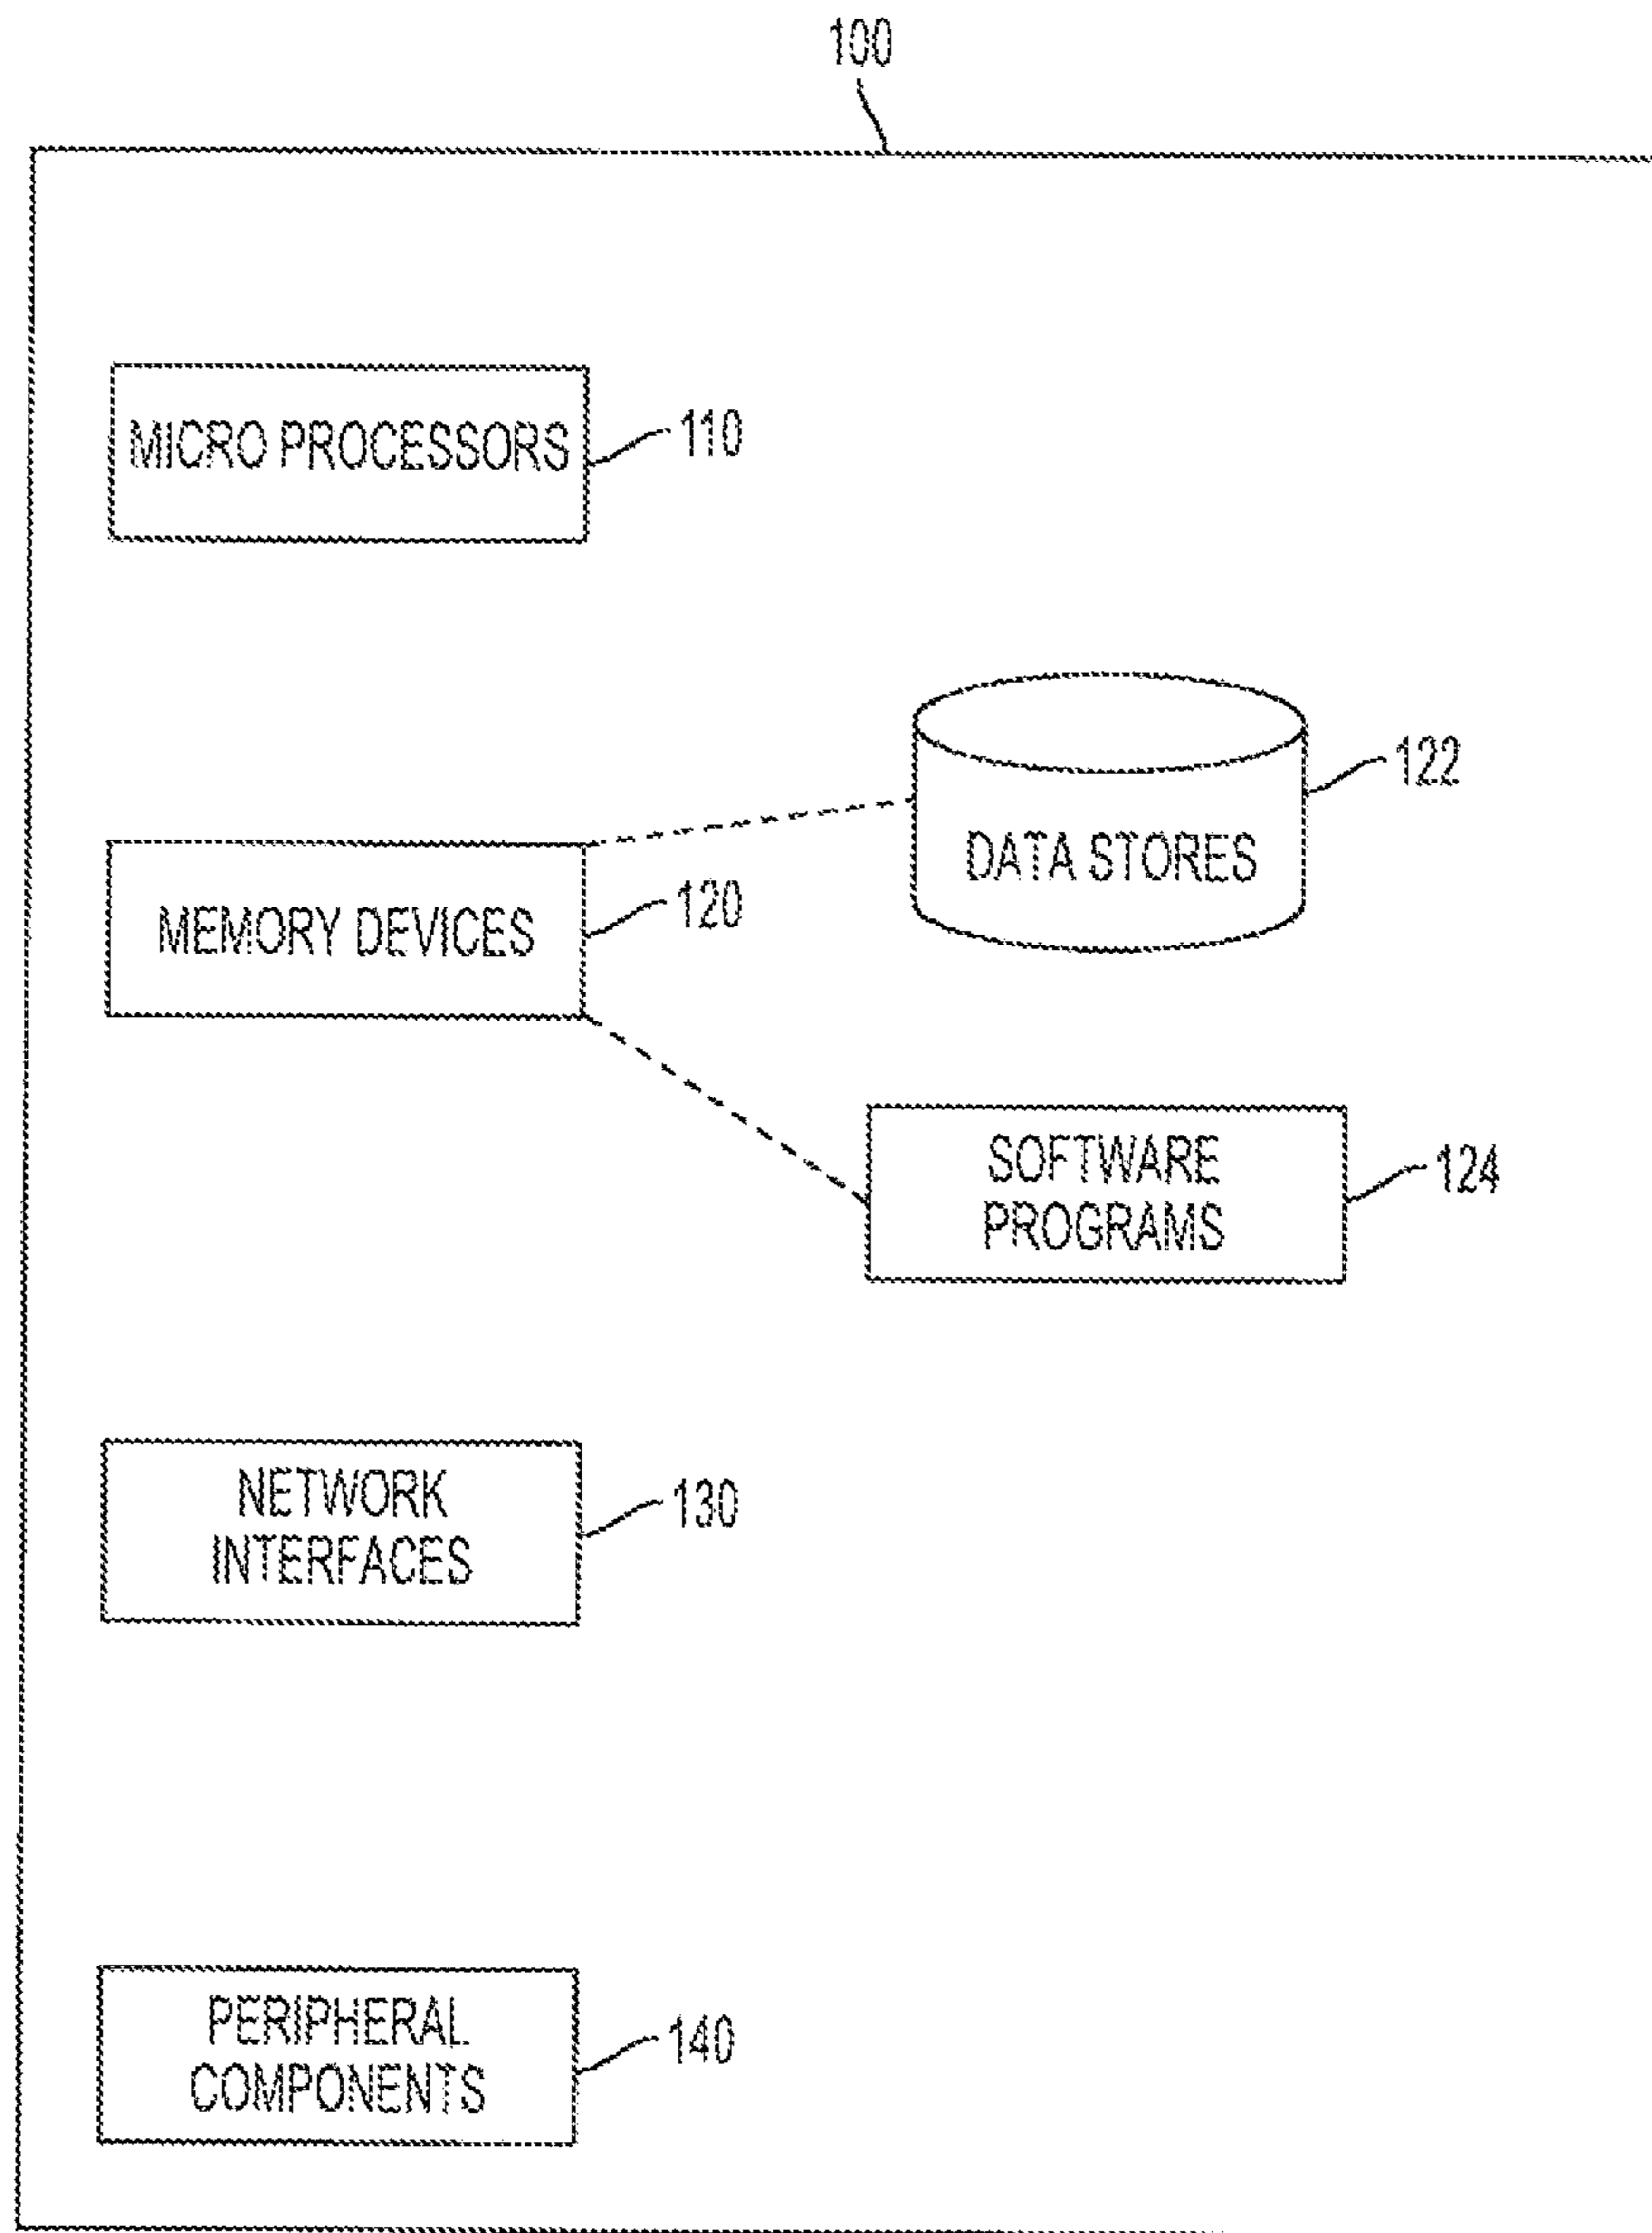 100
MICRO PROCESSORS
110
122
DATA STORES
MEMORY DEVICES
120
SOFTWARE
PROGRAMS
124
NETWORK
INTERFACES
130
PERIPHERAL
COMPONENTS
140